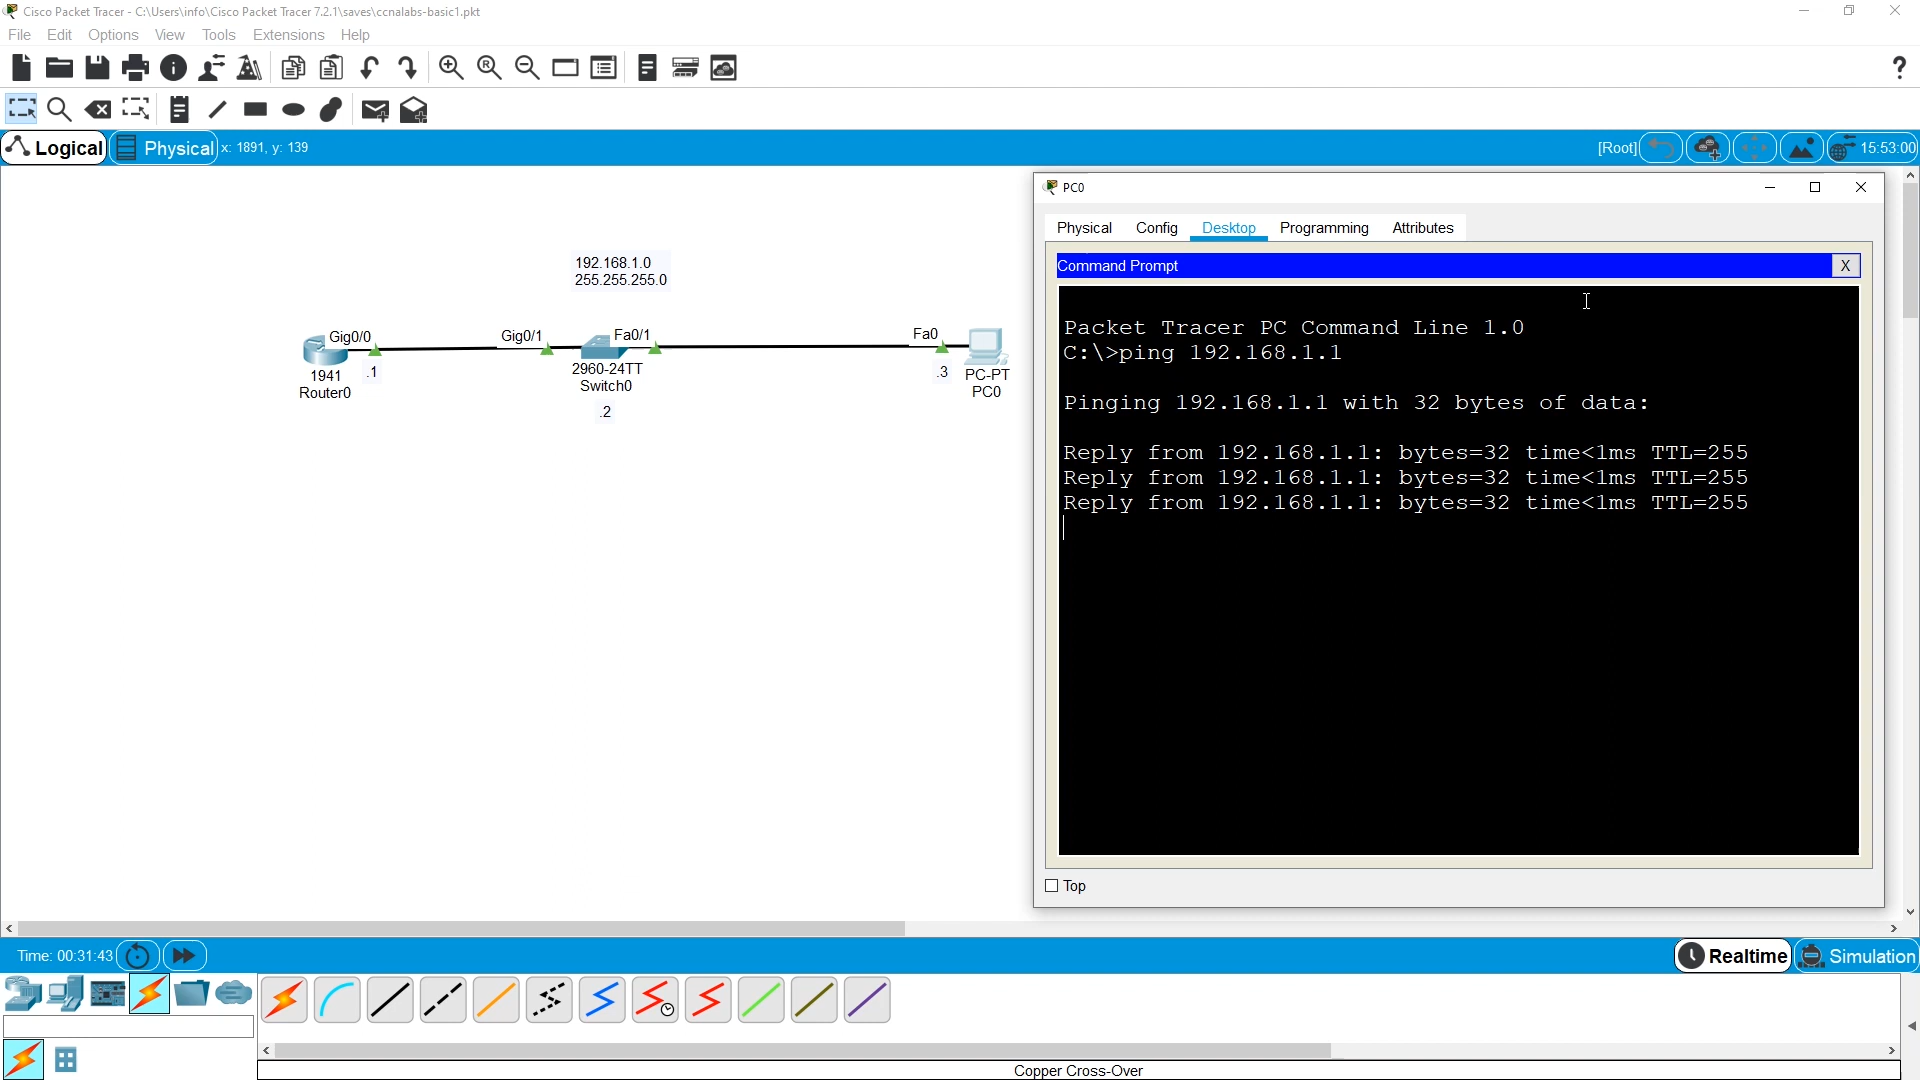 Cisco Packet Tracer - C:\Users\info\Cisco Packet Tracer 7.2.1\saves\ccnalabs-basic1.pkt
File Edit Options View Tools Extensions Help
?
Logical Physical x: 1891, y: 139 [Root] 15:53:00
PC0
Physical Config Desktop Programming Attributes
Command Prompt X
Packet Tracer PC Command Line 1.0
C:\>ping 192.168.1.1
Pinging 192.168.1.1 with 32 bytes of data:
Reply from 192.168.1.1: bytes=32 time<1ms TTL=255
Reply from 192.168.1.1: bytes=32 time<1ms TTL=255
Reply from 192.168.1.1: bytes=32 time<1ms TTL=255
Top
192.168.1.0
255.255.255.0
Gig0/0 Gig0/1 Fa0/1 Fa0
.1 .3
1941
Router0
2960-24TT
Switch0
.2
PC-PT
PC0
Time: 00:31:43 Realtime Simulation
Copper Cross-Over